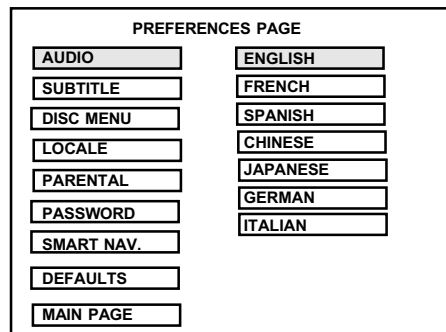 PREFERENCES PAGE
AUDIO
SUBTITLE
DISC MENU
LOCALE
PARENTAL
PASSWORD
SMART NAV.
DEFAULTS
MAIN PAGE
ENGLISH
FRENCH
SPANISH
CHINESE
JAPANESE
GERMAN
ITALIAN